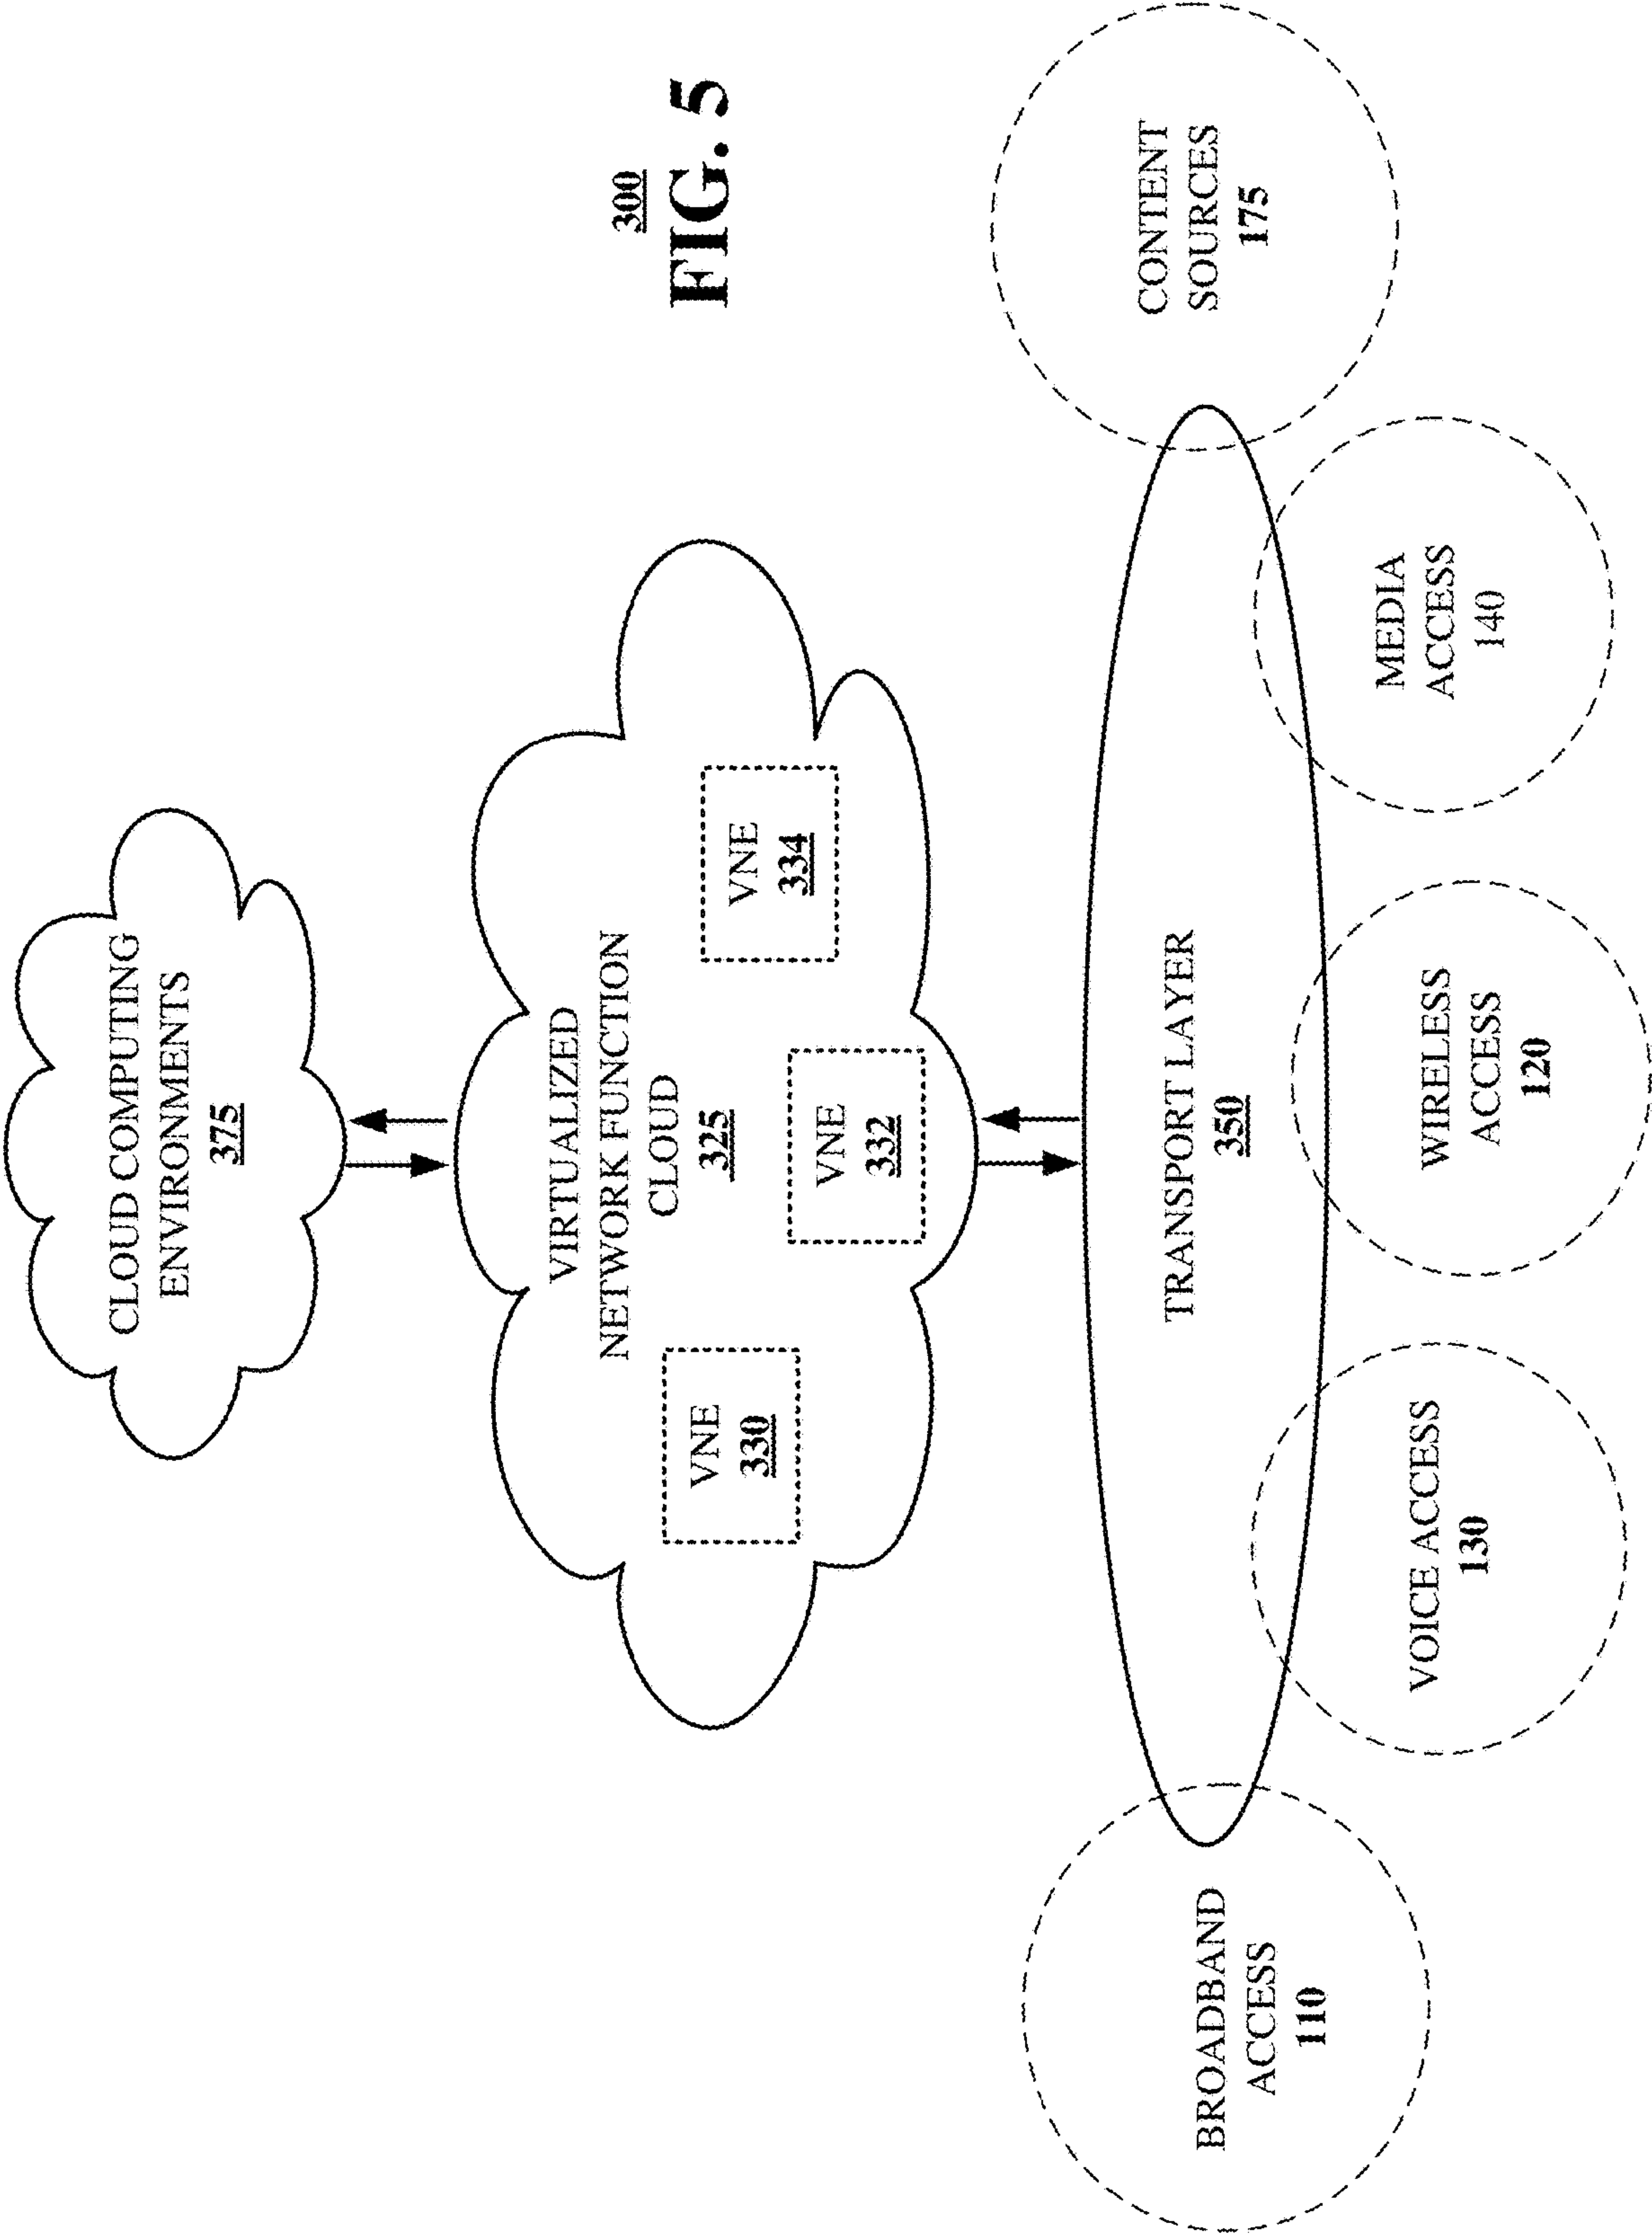 CLOUD COMPUTING
ENVIRONMENTS
375
VIRTUALIZED
NETWORK FUNCTION
CLOUD
325
VNE
330
VNE
332
VNE
334
300
FIG. 5
TRANSPORT LAYER
350
BROADBAND
ACCESS
110
VOICE ACCESS
130
WIRELESS
ACCESS
120
MEDIA
ACCESS
140
CONTENT
SOURCES
175